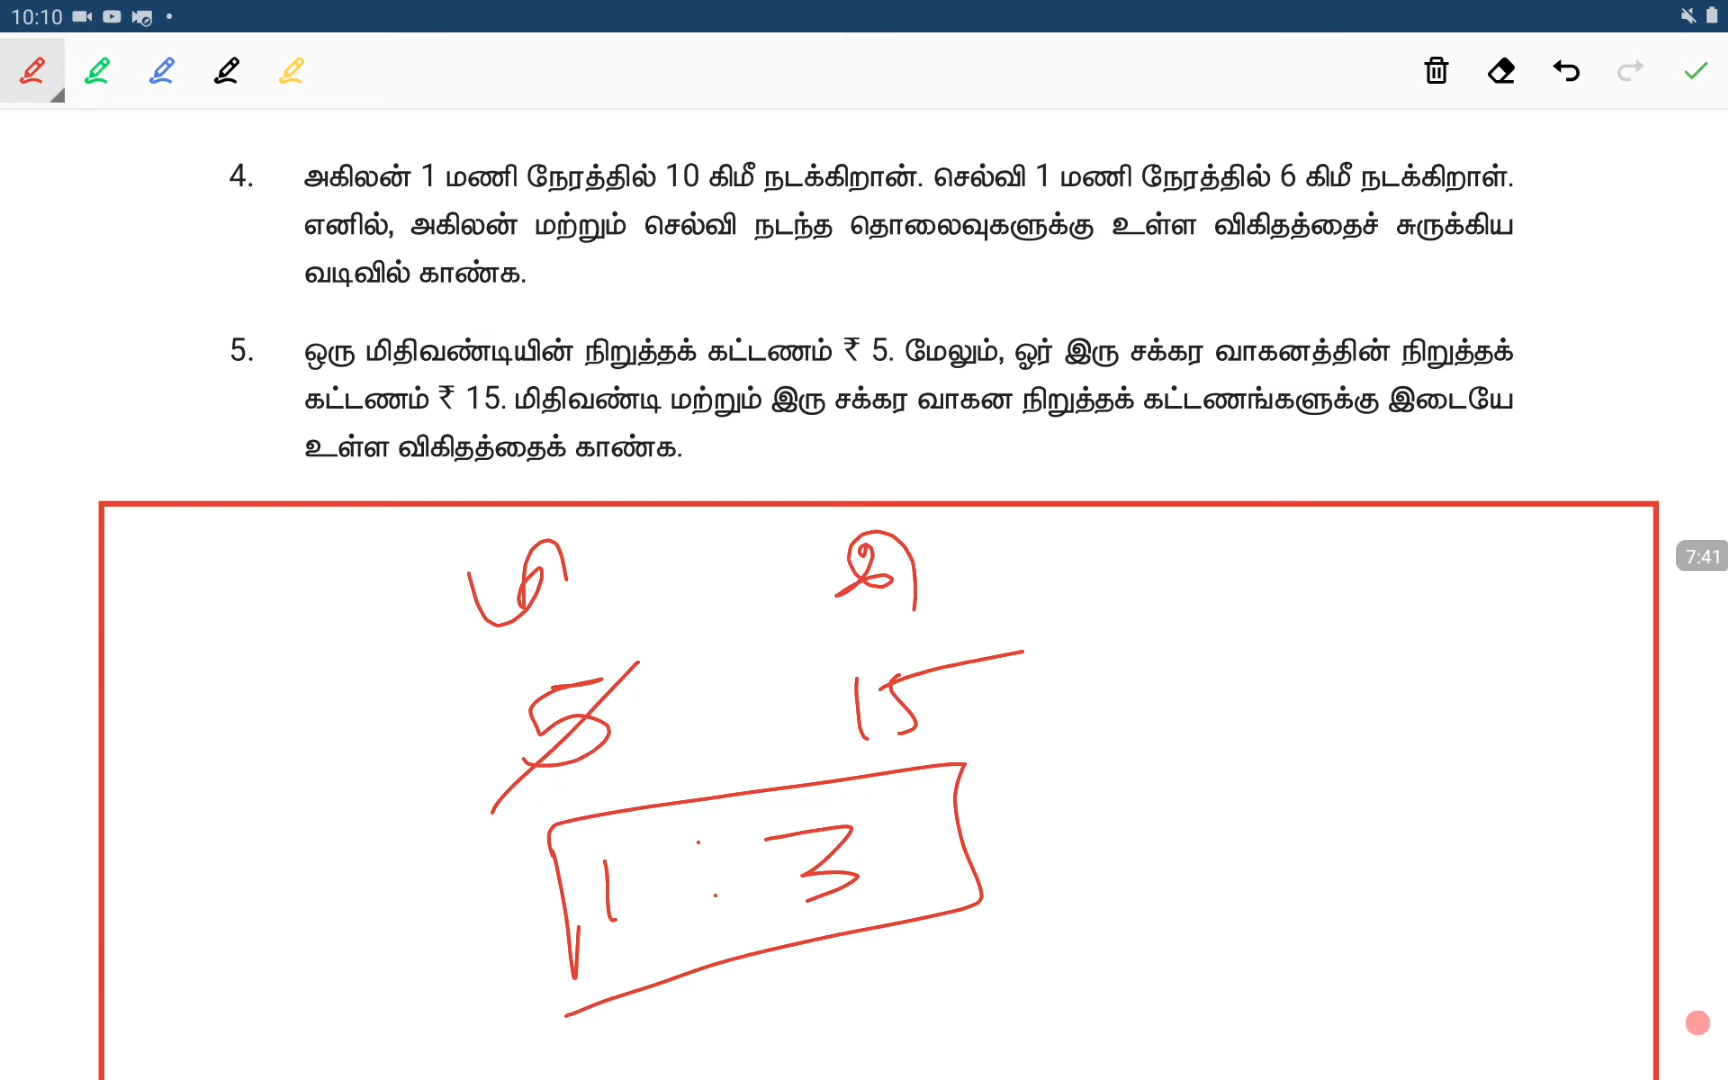 10:10
4. அகிலன் 1 மணி நேரத்தில் 10 கிமீ நடக்கிறான். செல்வி 1 மணி நேரத்தில் 6 கிமீ நடக்கிறாள்.
எனில், அகிலன் மற்றும் செல்வி நடந்த தொலைவுகளுக்கு உள்ள விகிதத்தைச் சுருக்கிய
வடிவில் காண்க.
5. ஒரு மிதிவண்டியின் நிறுத்தக் கட்டணம் ₹ 5. மேலும், ஓர் இரு சக்கர வாகனத்தின் நிறுத்தக்
கட்டணம் ₹ 15. மிதிவண்டி மற்றும் இரு சக்கர வாகன நிறுத்தக் கட்டணங்களுக்கு இடையே
உள்ள விகிதத்தைக் காண்க.
7:41
5 15
1 : 3